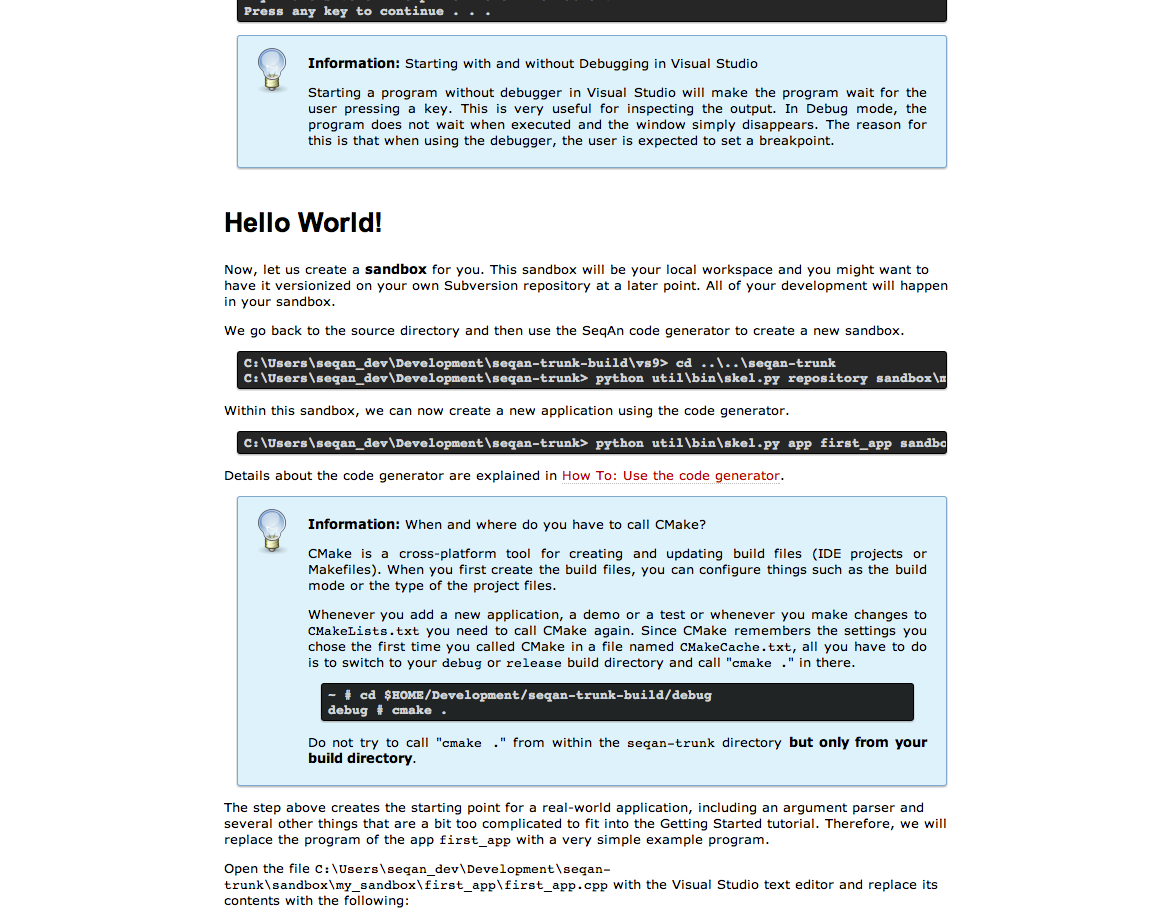 Press any key to continue . . .
Information: Starting with and without Debugging in Visual Studio
Starting a program without debugger in Visual Studio will make the program wait for the
user pressing a key. This is very useful for inspecting the output. In Debug mode, the
program does not wait when executed and the window simply disappears. The reason for
this is that when using the debugger, the user is expected to set a breakpoint.
Hello World!
Now, let us create a sandbox for you. This sandbox will be your local workspace and you might want to
have it versionized on your own Subversion repository at a later point. All of your development will happen
in your sandbox.
We go back to the source directory and then use the SeqAn code generator to create a new sandbox.
C:\Users\seqan_dev\Development\seqan-trunk-build\vs9> cd ..\..\seqan-trunk
C:\Users\seqan_dev\Development\seqan-trunk> python util\bin\skel.py repository sandbox\
Within this sandbox, we can now create a new application using the code generator.
C:\Users\seqan_dev\Development\seqan-trunk> python util\bin\skel.py app first_app sandbo
Details about the code generator are explained in How To: Use the code generator.
Information: When and where do you have to call CMake?
CMake is a cross-platform tool for creating and updating build files (IDE projects or
Makefiles). When you first create the build files, you can configure things such as the build
mode or the type of the project files.
Whenever you add a new application, a demo or a test or whenever you make changes to
CMakeLists.txt you need to call CMake again. Since CMake remembers the settings you
chose the first time you called CMake in a file named CMakeCache.txt, all you have to do
is to switch to your debug or release build directory and call "cmake ." in there.
~ # cd $HOME/Development/seqan-trunk-build/debug
debug # cmake .
Do not try to call "cmake ." from within the seqan-trunk directory but only from your
build directory.
The step above creates the starting point for a real-world application, including an argument parser and
several other things that are a bit too complicated to fit into the Getting Started tutorial. Therefore, we will
replace the program of the app first_app with a very simple example program.
Open the file C:\Users\seqan_dev\Development\seqan-
trunk\sandbox\my_sandbox\first_app\first_app.cpp with the Visual Studio text editor and replace its
contents with the following: